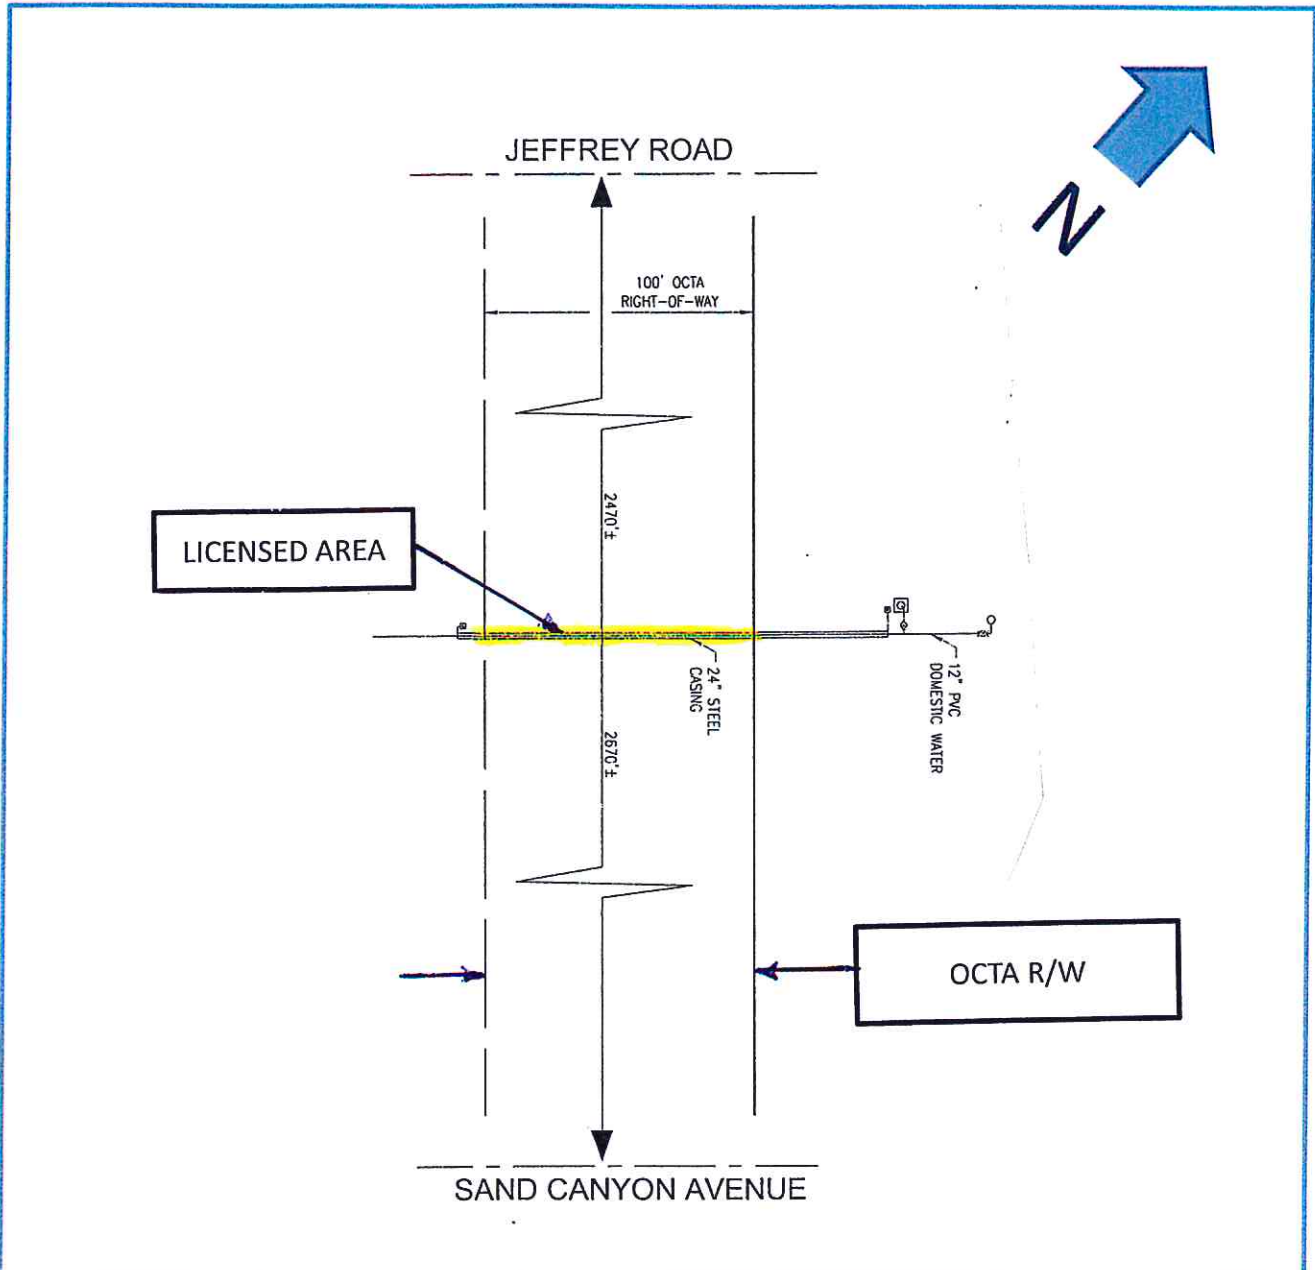 JEFFREY ROAD
N
100' OCTA
RIGHT-OF-WAY
2470'±
LICENSED AREA
24" STEEL
CASING
12" PVC
DOMESTIC WATER
2670'±
OCTA R/W
SAND CANYON AVENUE